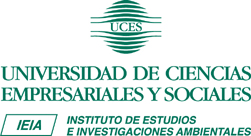 UCES
UNIVERSIDAD DE CIENCIAS
EMPRESARIALES Y SOCIALES
IEIA
INSTITUTO DE ESTUDIOS
E INVESTIGACIONES AMBIENTALES